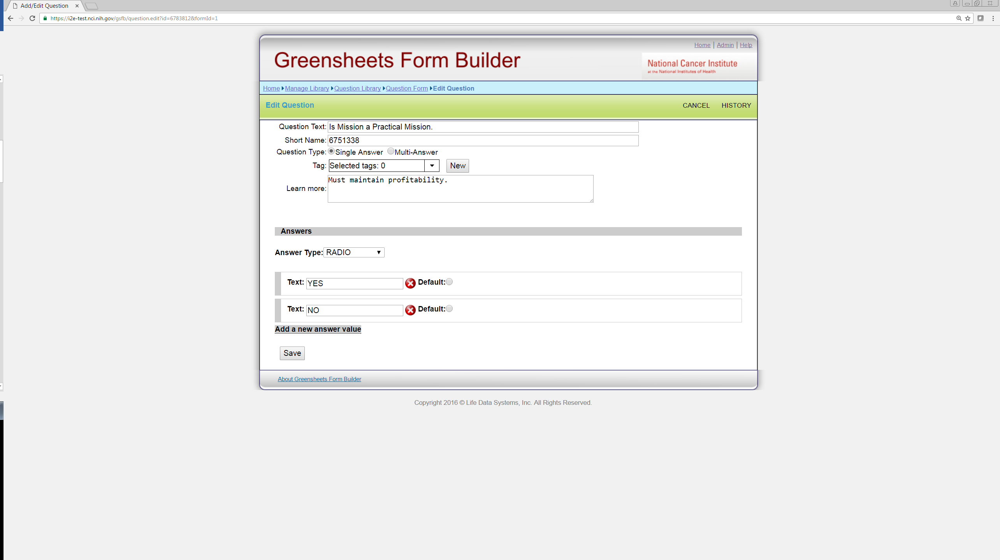 Add/Edit Question
https://i2e-test.nci.nih.gov/gsfb/question.edit?id=6783812&formId=1
Home | Admin | Help
Greensheets Form Builder
National Cancer Institute
at the National Institutes of Health
Home Manage Library Question Library Question Form Edit Question
Edit Question CANCEL HISTORY
Question Text: Is Mission a Practical Mission.
Short Name: 6751338
Question Type: Single Answer Multi-Answer
Tag: Selected tags: 0 New
Learn more: Must maintain profitability.
Answers
Answer Type: RADIO
Text: YES Default:
Text: NO Default:
Add a new answer value
Save
About Greensheets Form Builder
Copyright 2016 © Life Data Systems, Inc. All Rights Reserved.